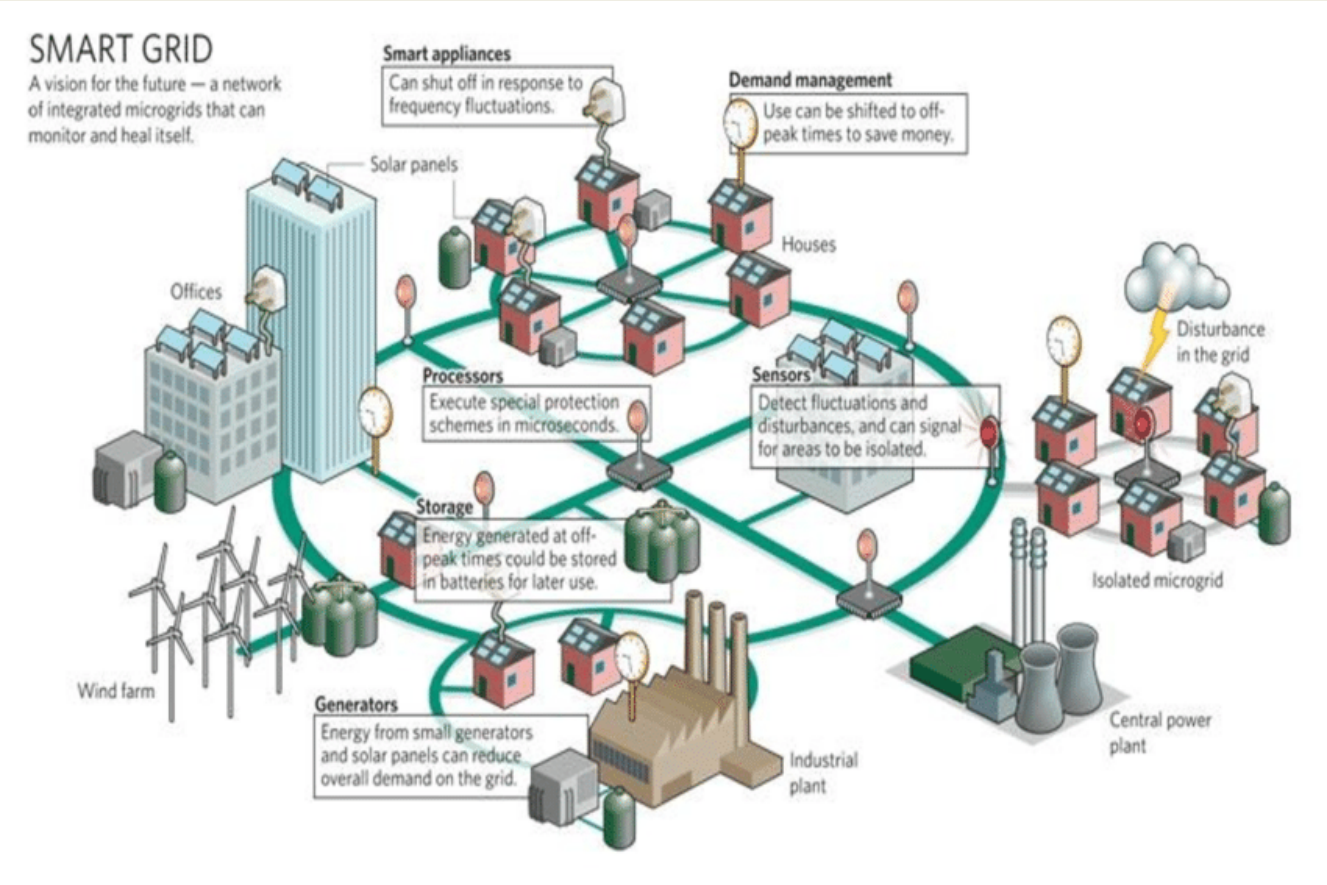 SMART GRID
A vision for the future — a network
of integrated microgrids that can
monitor and heal itself.
Smart appliances
Can shut off in response to
frequency fluctuations.
Demand management
Use can be shifted to off-
peak times to save money.
Solar panels
Houses
Offices
Disturbance
in the grid
Processors
Execute special protection
schemes in microseconds.
Sensors
Detect fluctuations and
disturbances, and can signal
for areas to be isolated.
Storage
Energy generated at off-
peak times could be stored
in batteries for later use.
Isolated microgrid
Wind farm
Generators
Energy from small generators
and solar panels can reduce
overall demand on the grid.
Central power
plant
Industrial
plant